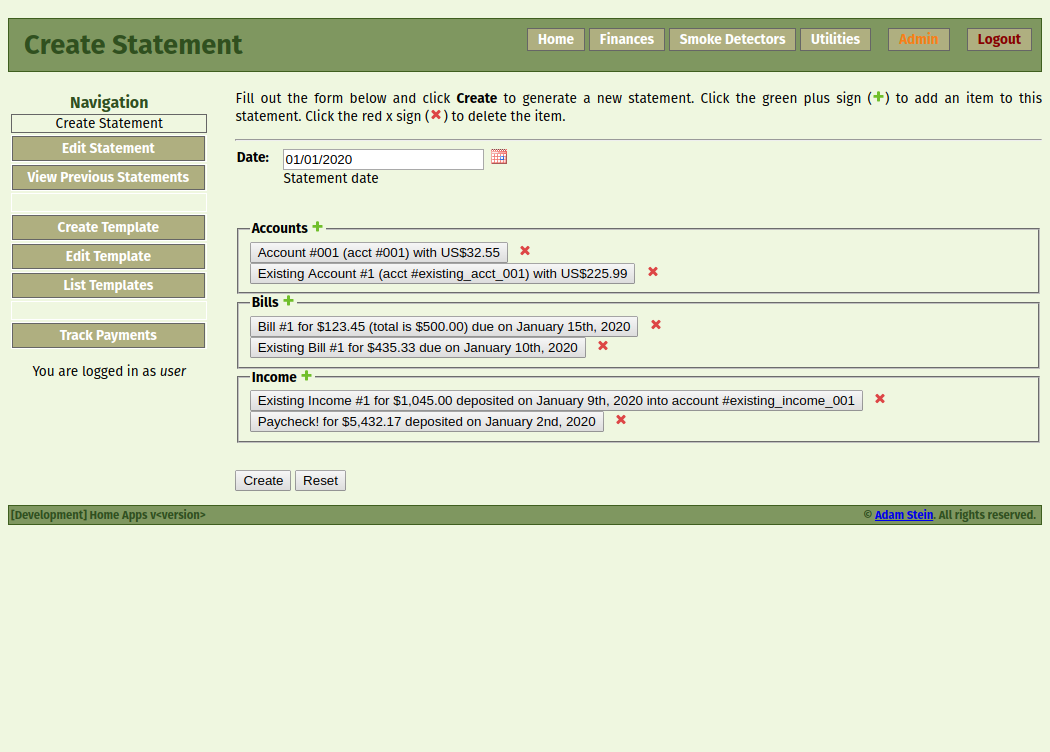 Create Statement
Home Finances Smoke Detectors Utilities Admin Logout
Navigation
Create Statement
Edit Statement
View Previous Statements
Create Template
Edit Template
List Templates
Track Payments
You are logged in as user
Fill out the form below and click Create to generate a new statement. Click the green plus sign ( ) to add an item to this
statement. Click the red x sign ( ) to delete the item.
Date: 01/01/2020
Statement date
Accounts
Account #001 (acct #001) with US$32.55
Existing Account #1 (acct #existing_acct_001) with US$225.99
Bills
Bill #1 for $123.45 (total is $500.00) due on January 15th, 2020
Existing Bill #1 for $435.33 due on January 10th, 2020
Income
Existing Income #1 for $1,045.00 deposited on January 9th, 2020 into account #existing_income_001
Paycheck! for $5,432.17 deposited on January 2nd, 2020
Create Reset
[Development] Home Apps v<version>
© Adam Stein. All rights reserved.